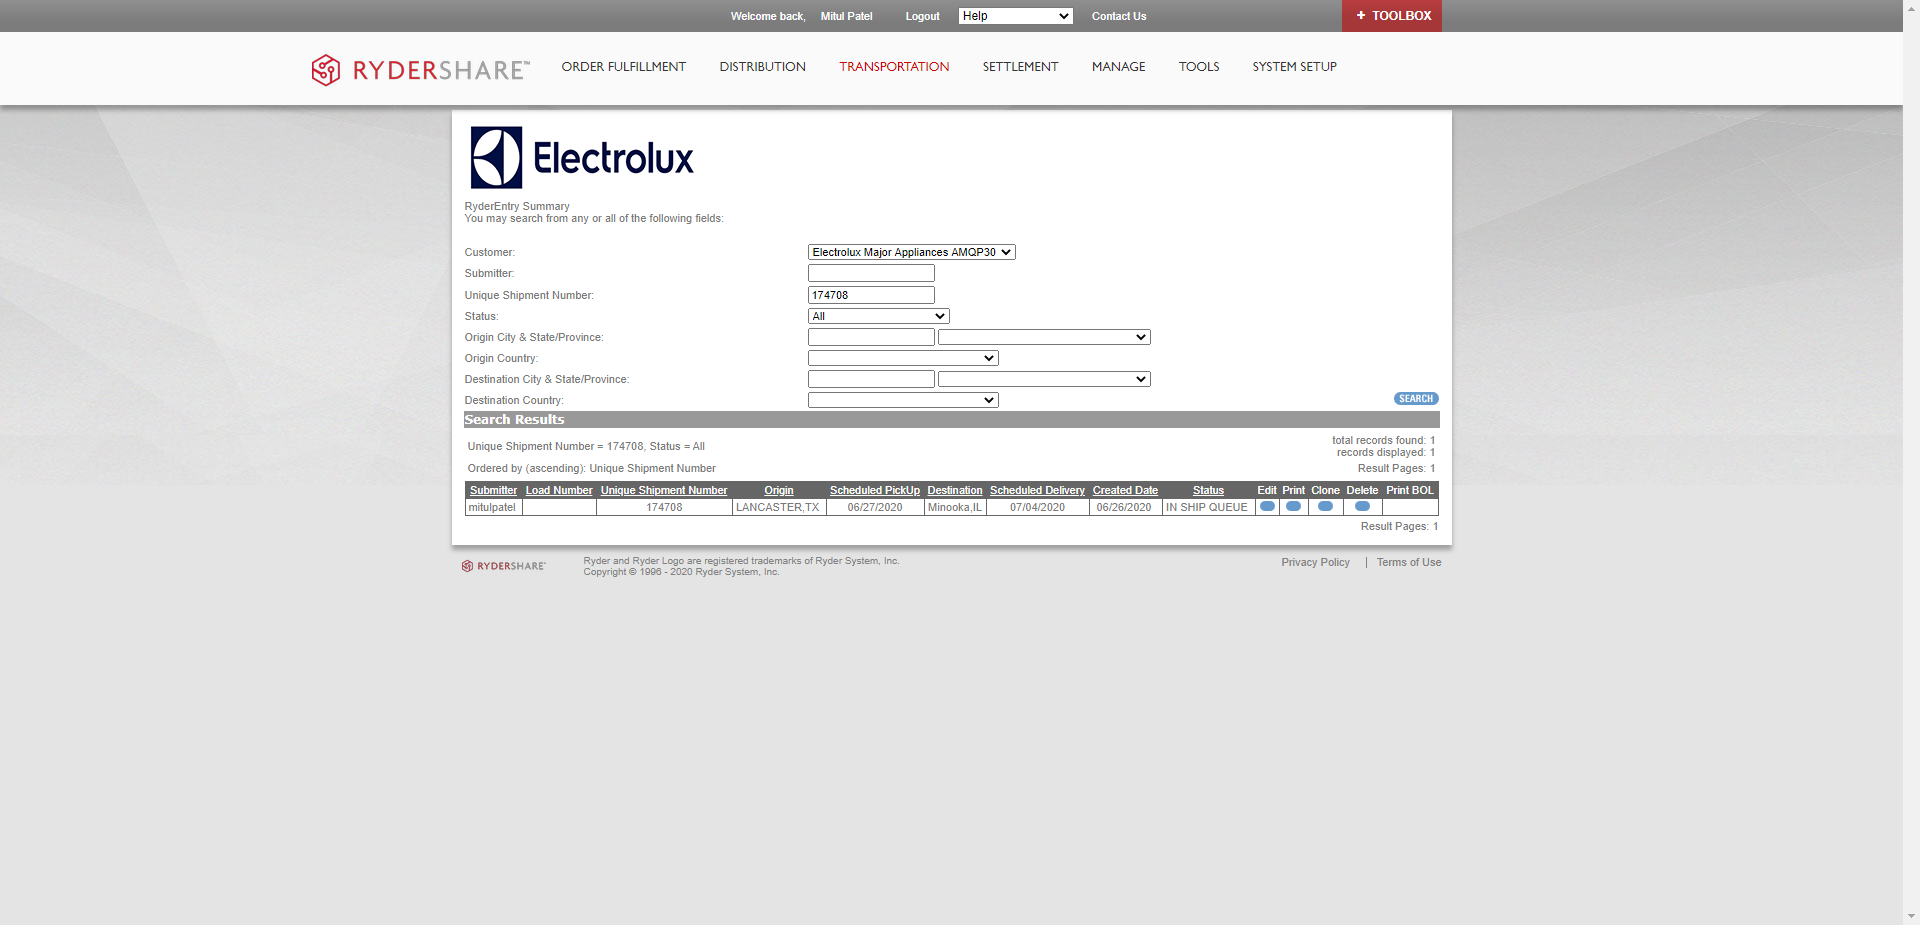 Welcome back, Mitul Patel Logout Help Contact Us + TOOLBOX
RYDERSHARE™ ORDER FULFILLMENT DISTRIBUTION TRANSPORTATION SETTLEMENT MANAGE TOOLS SYSTEM SETUP
Electrolux
RyderEntry Summary
You may search from any or all of the following fields:
Customer: Electrolux Major Appliances AMQP30
Submitter:
Unique Shipment Number: 174708
Status: All
Origin City & State/Province:
Origin Country:
Destination City & State/Province:
Destination Country: SEARCH
Search Results
Unique Shipment Number = 174708, Status = All
total records found: 1
records displayed: 1
Ordered by (ascending): Unique Shipment Number Result Pages: 1
Submitter Load Number Unique Shipment Number Origin Scheduled PickUp Destination Scheduled Delivery Created Date Status Edit Print Clone Delete Print BOL
mitulpatel 174708 LANCASTER,TX 06/27/2020 Minooka,IL 07/04/2020 06/26/2020 IN SHIP QUEUE
Result Pages: 1
RYDERSHARE™ Ryder and Ryder Logo are registered trademarks of Ryder System, Inc. Privacy Policy | Terms of Use
Copyright © 1996 - 2020 Ryder System, Inc.